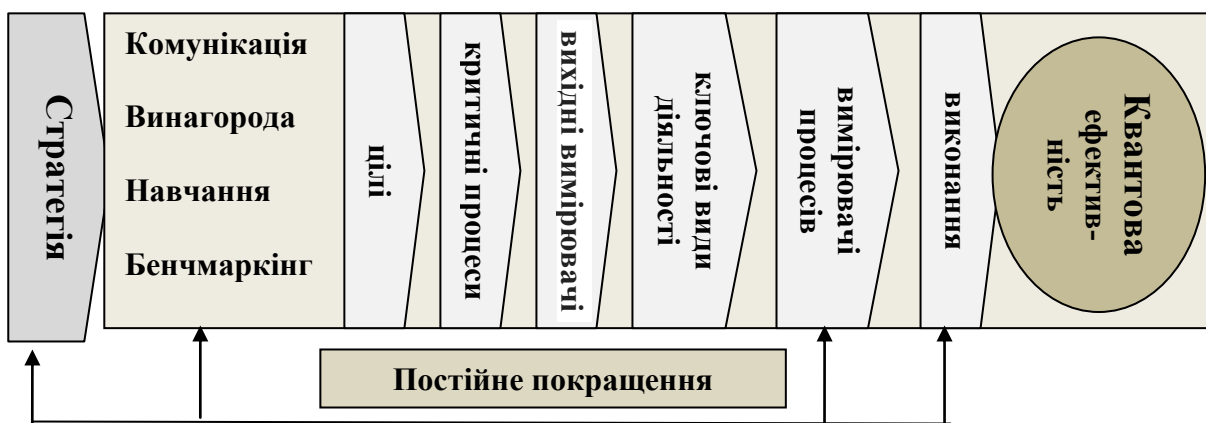 Стратегія
Комунікація
Винагорода
Навчання
Бенчмаркінг
цілі
критичні процеси
вихідні вимірювачі
ключові види
діяльності
вимірювачі
процесів
виконання
Квантова
ефектив-
ність
Постійне покращення